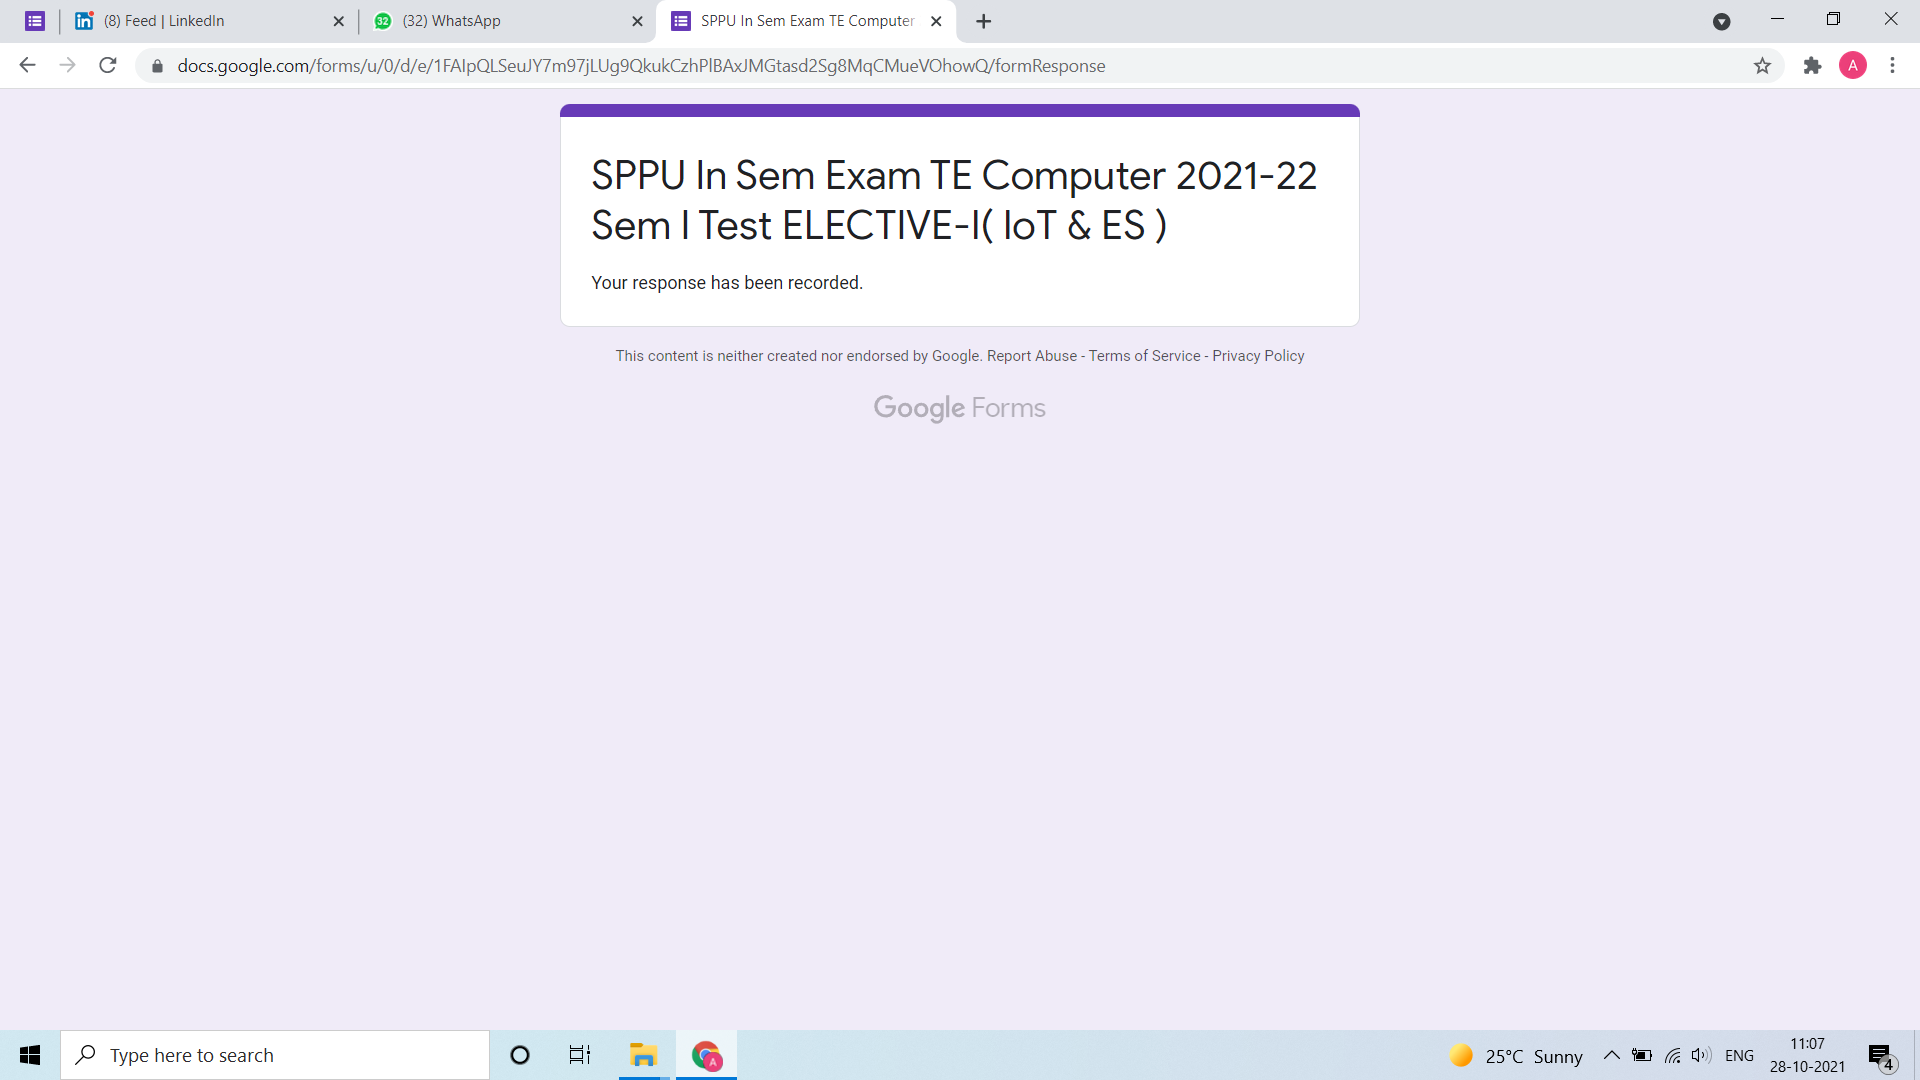 (8) Feed | LinkedIn
32 (32) WhatsApp
SPPU In Sem Exam TE Computer
docs.google.com/forms/u/0/d/e/1FAIpQLSeuJY7m97jLUg9QkukCzhPlBAxJMGtasd2Sg8MqCMueVOhowQ/formResponse
A
SPPU In Sem Exam TE Computer 2021-22
Sem I Test ELECTIVE-I( IoT & ES )
Your response has been recorded.
This content is neither created nor endorsed by Google. Report Abuse - Terms of Service - Privacy Policy
Google Forms
Type here to search
A
25°C Sunny
ENG
11:07
28-10-2021
4